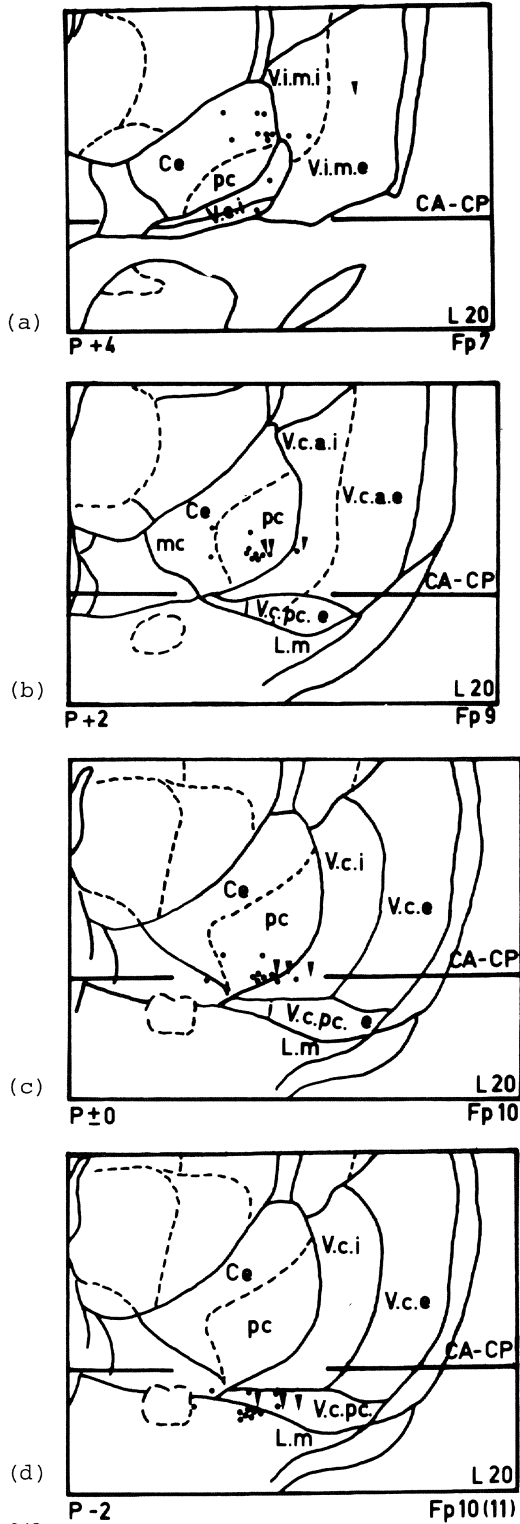 V.i.m.i
Ce
pc
V.i.m.e
V.c.i
CA-CP
(a)
L 20
P +4
Fp7
V.c.a.i
V.c.a.e
Ce
pc
mc
CA-CP
V.c.pc. e
L.m
(b)
L 20
P +2
Fp9
V.c.i
Ce
V.c.e
pc
CA-CP
V.c.pc. e
L.m
(c)
L 20
P ±0
Fp10
V.c.i
Ce
V.c.e
pc
CA-CP
V.c.pc.
L.m
(d)
L 20
P -2
Fp10(11)